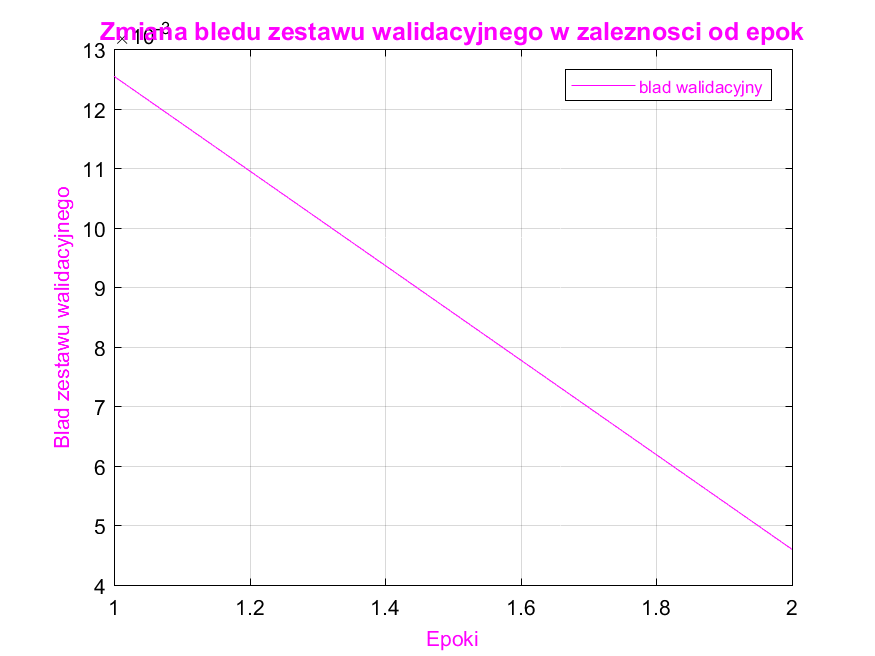 Zmiana bledu zestawu walidacyjnego w zaleznosci od epok
× 10⁻³
13
12
11
10
9
8
7
6
5
4
Blad zestawu walidacyjnego
blad walidacyjny
1 1.2 1.4 1.6 1.8 2
Epoki